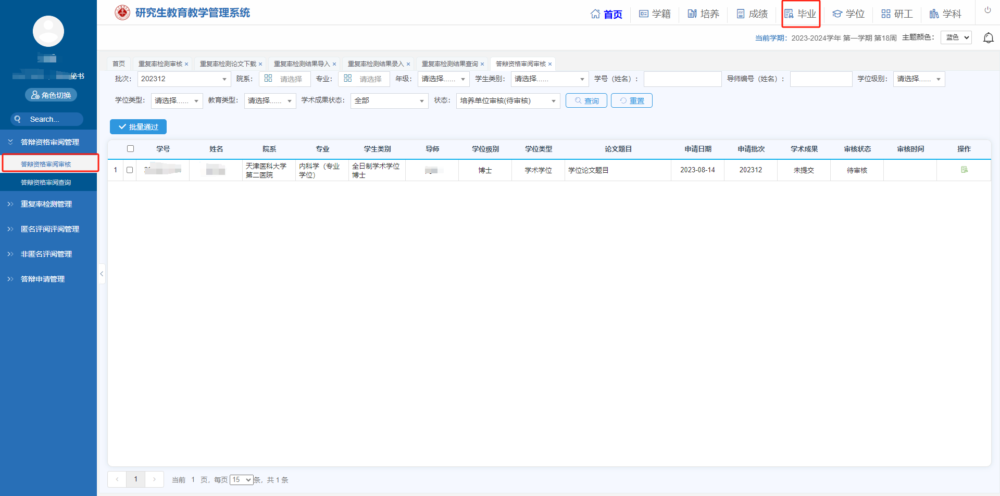 研究生教育教学管理系统
首页 学籍 培养 成绩 毕业 学位 研工 学科
秘书
角色切换
Search...
当前学期: 2023-2024学年 第一学期 第18周 主题颜色: 蓝色
首页 重复率检测审核 × 重复率检测论文下载 × 重复率检测结果导入 × 重复率检测结果录入 × 重复率检测结果查询 × 答辩资格审阅审核 ×
批次: 202312 院系: 请选择 专业: 请选择 年级: 请选择...... 学生类别: 请选择...... 学号（姓名）: 导师编号（姓名）: 学位级别: 请选择......
学位类型: 请选择...... 教育类型: 请选择...... 学术成果状态: 全部 状态: 培养单位审核(待审核) 查询 重置
批量通过
答辩资格审阅管理
答辩资格审阅审核
答辩资格审阅查询
重复率检测管理
匿名评阅评阅管理
非匿名评阅管理
答辩申请管理
学号 姓名 院系 专业 学生类别 导师 学位级别 学位类型 论文题目 申请日期 申请批次 学术成果 审核状态 审核时间 操作
1 天津医科大学第二医院 内科学（专业学位） 全日制学术学位博士 博士 学术学位 学位论文题目 2023-08-14 202312 未提交 待审核
< 1 > 当前 1 页, 每页 15 条, 共 1 条